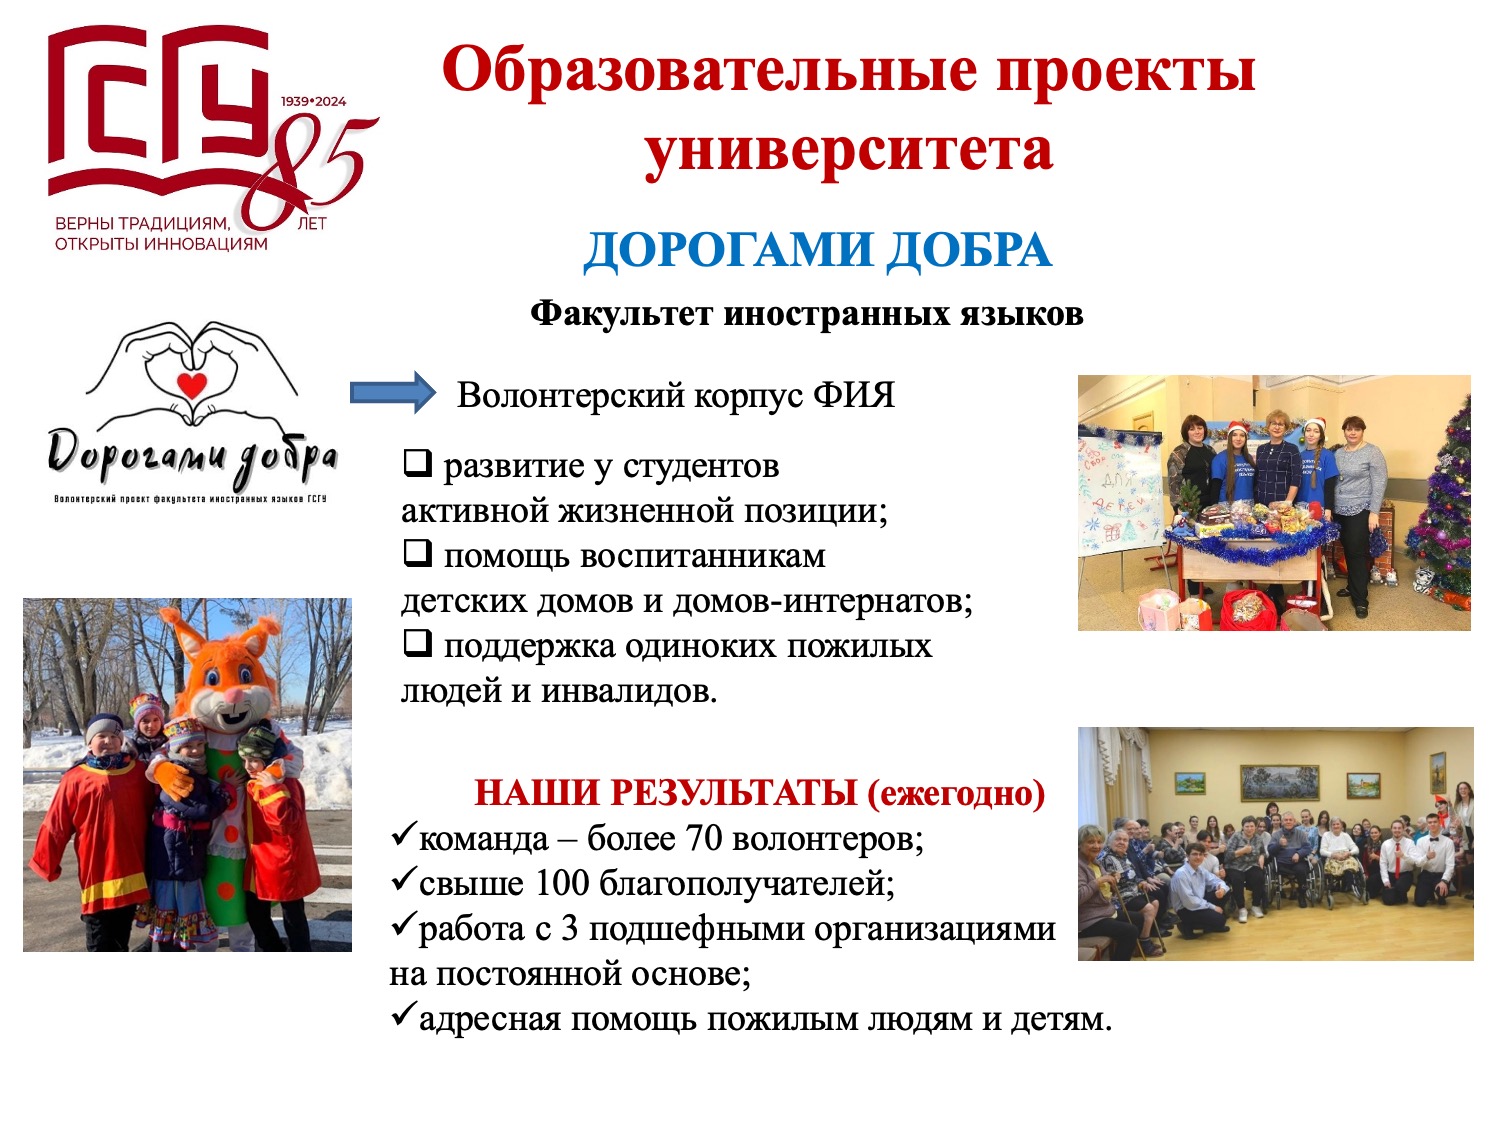 ГСГУ
1939•2024
85
ВЕРНЫ ТРАДИЦИЯМ, ЛЕТ
ОТКРЫТЫ ИННОВАЦИЯМ
Образовательные проекты
университета
ДОРОГАМИ ДОБРА
Факультет иностранных языков
Дорогами добра
Волонтерский проект факультета иностранных языков ГСГУ
Волонтерский корпус ФИЯ
❑ развитие у студентов
активной жизненной позиции;
❑ помощь воспитанникам
детских домов и домов-интернатов;
❑ поддержка одиноких пожилых
людей и инвалидов.
ДЛЯ
ДЕТЕЙ
НАШИ РЕЗУЛЬТАТЫ (ежегодно)
✓команда – более 70 волонтеров;
✓свыше 100 благополучателей;
✓работа с 3 подшефными организациями
на постоянной основе;
✓адресная помощь пожилым людям и детям.